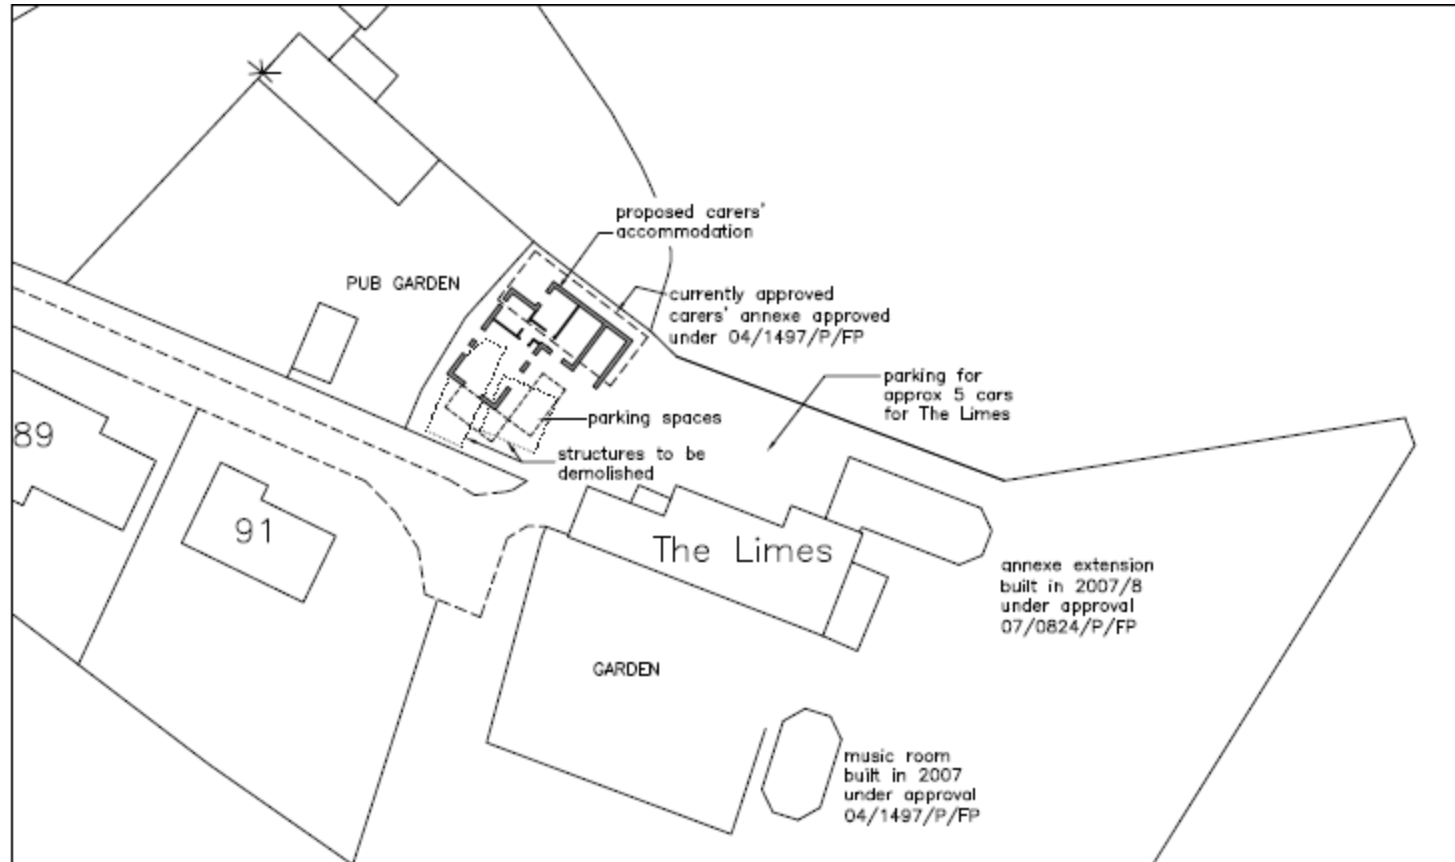 proposed carers'
accommodation
PUB GARDEN
currently approved
carers' annexe approved
under 04/1497/P/FP
parking for
approx 5 cars
for The Limes
parking spaces
89
structures to be
demolished
91
The Limes
annexe extension
built in 2007/8
under approval
07/0824/P/FP
GARDEN
music room
built in 2007
under approval
04/1497/P/FP